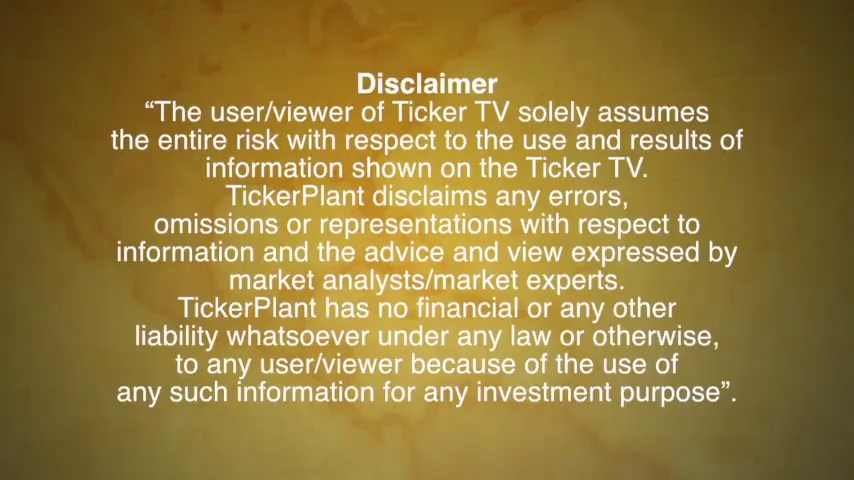 Disclaimer
“The user/viewer of Ticker TV solely assumes
the entire risk with respect to the use and results of
information shown on the Ticker TV.
TickerPlant disclaims any errors,
omissions or representations with respect to
information and the advice and view expressed by
market analysts/market experts.
TickerPlant has no financial or any other
liability whatsoever under any law or otherwise,
to any user/viewer because of the use of
any such information for any investment purpose”.